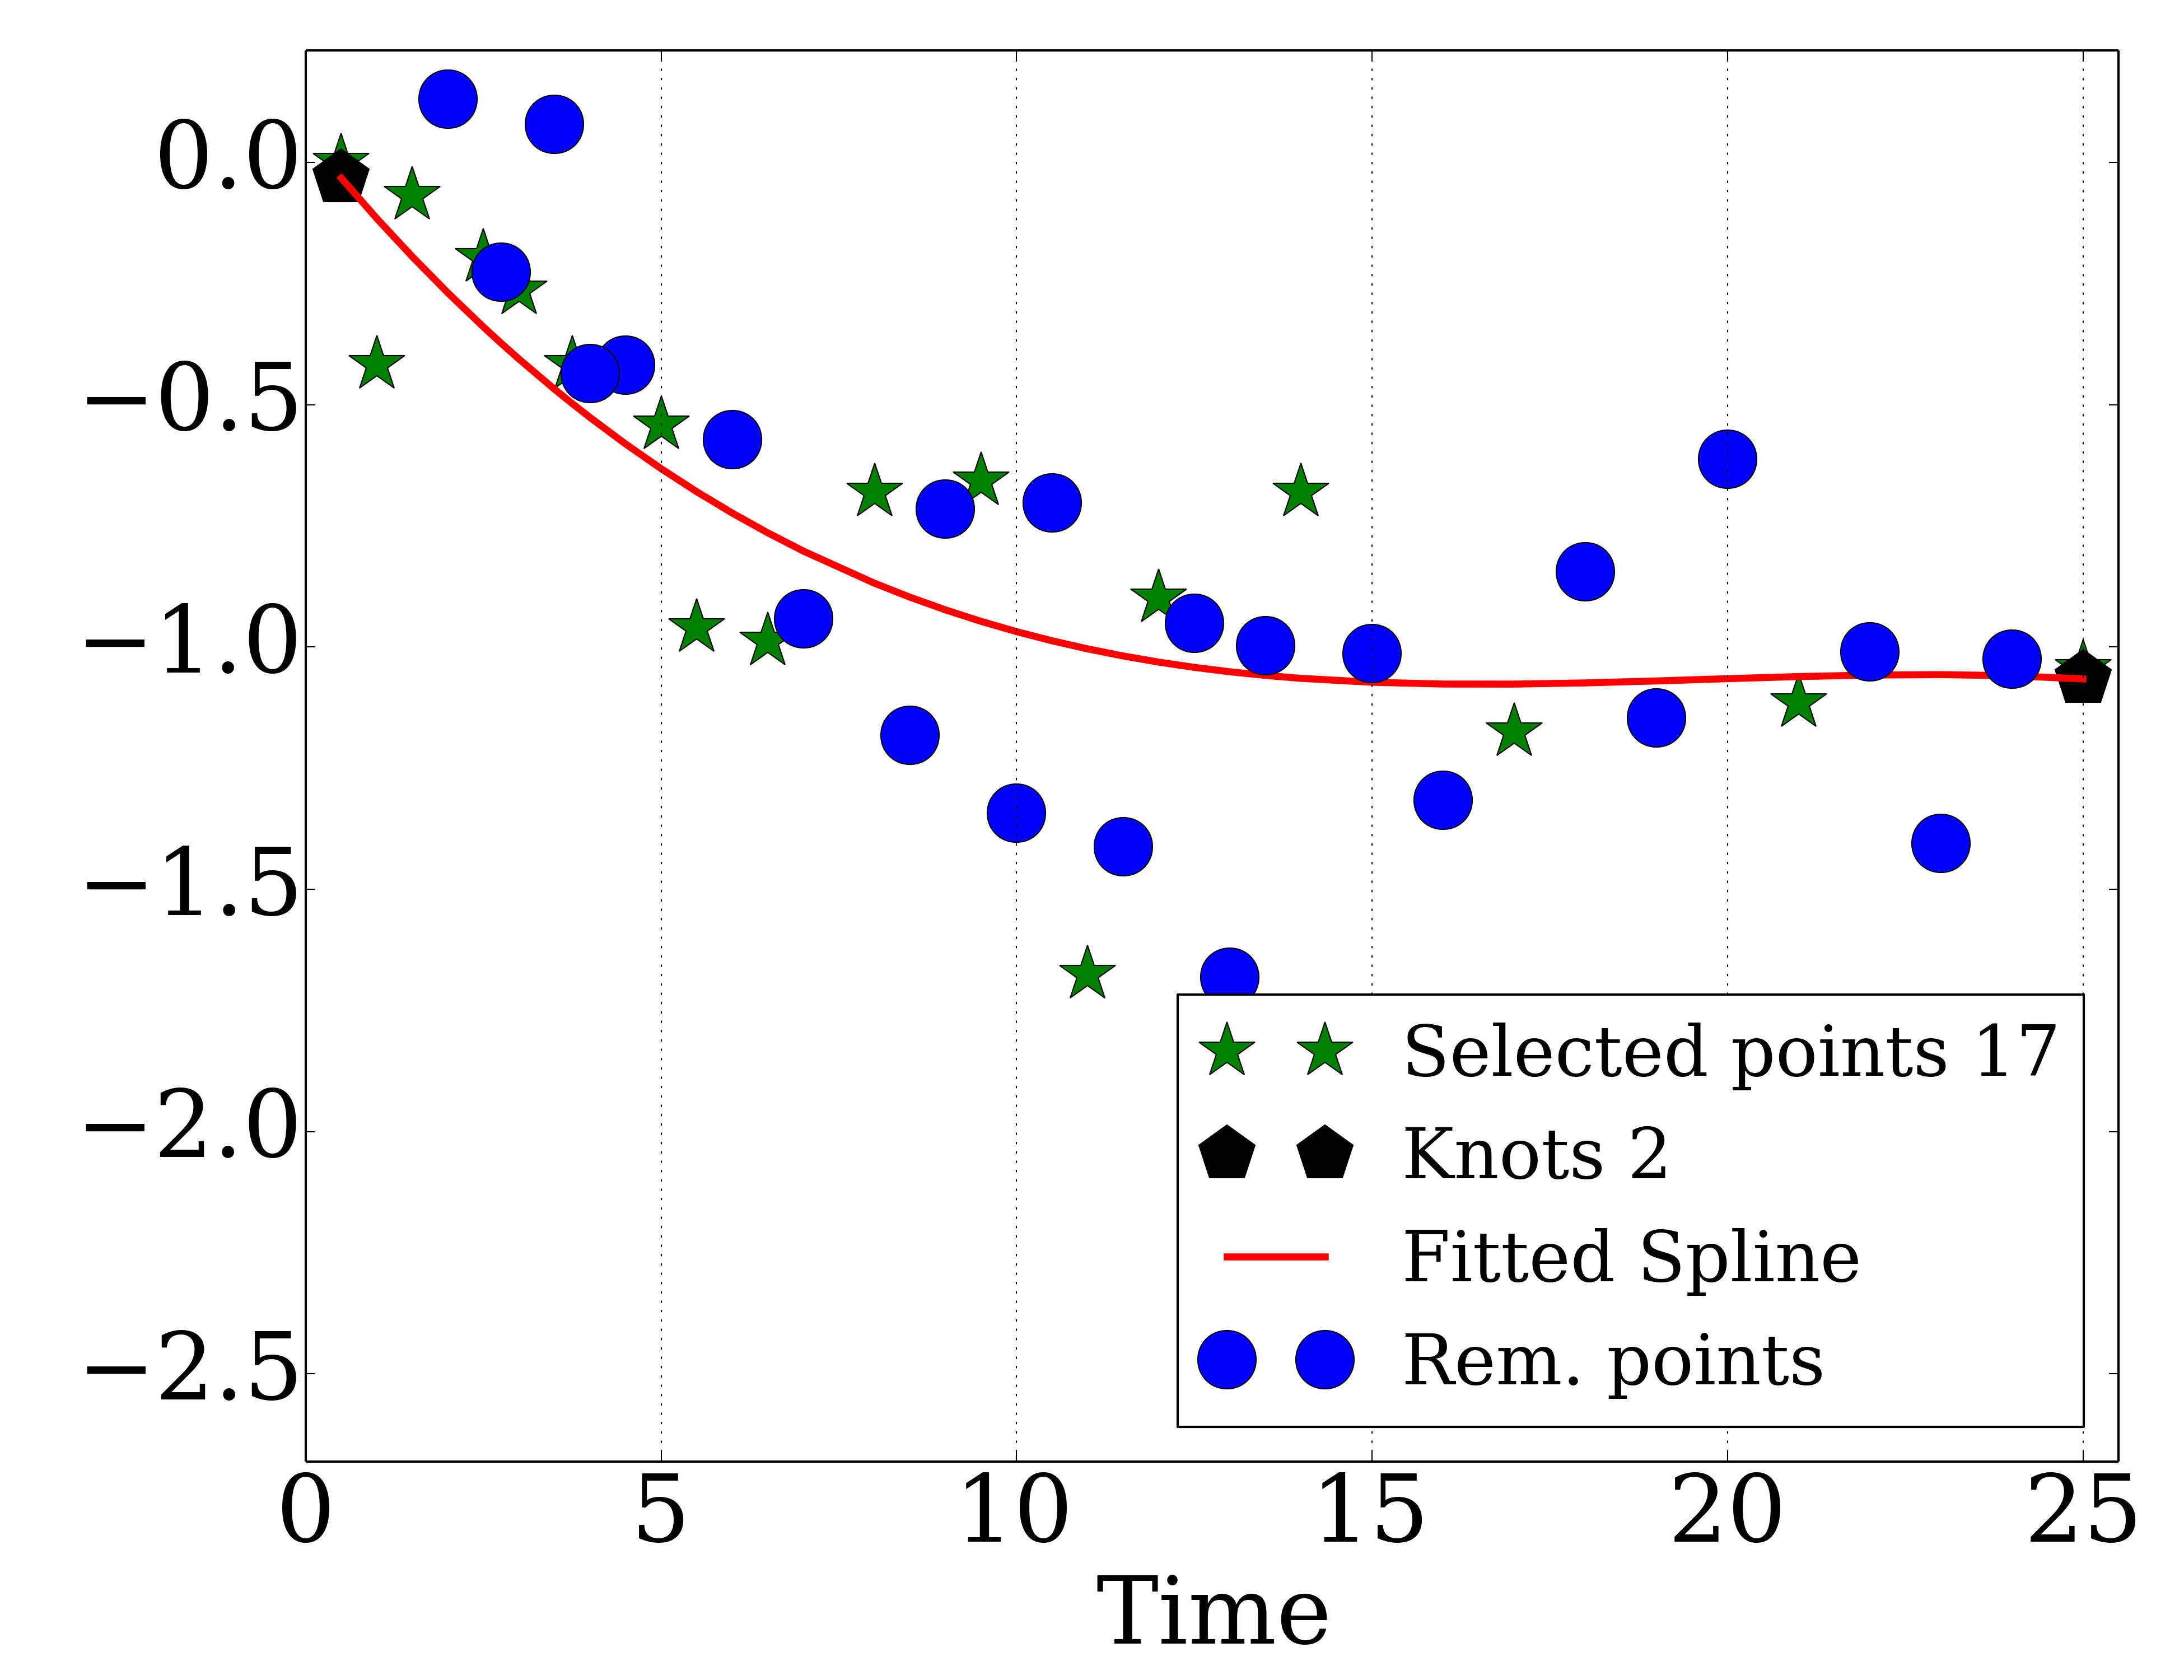 0.0
−0.5
−1.0
−1.5
−2.0
−2.5
Selected points 17
Knots 2
Fitted Spline
Rem. points
0 5 10 15 20 25
Time